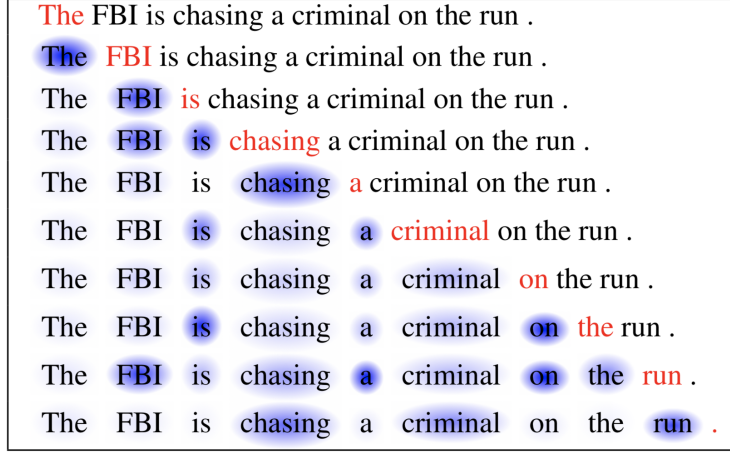 The FBI is chasing a criminal on the run .
The FBI is chasing a criminal on the run .
The FBI is chasing a criminal on the run .
The FBI is chasing a criminal on the run .
The FBI is chasing a criminal on the run .
The FBI is chasing a criminal on the run .
The FBI is chasing a criminal on the run .
The FBI is chasing a criminal on the run .
The FBI is chasing a criminal on the run .
The FBI is chasing a criminal on the run .